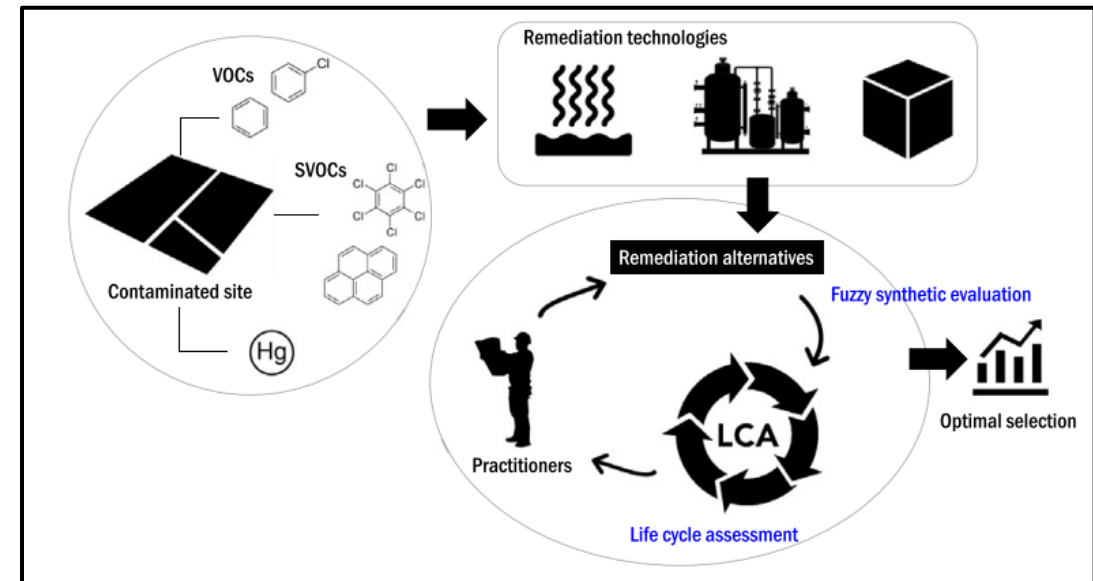 Remediation technologies
VOCs
Cl
SVOCs
Cl
Cl
Cl
Cl
Cl
Cl
Contaminated site
Hg
Remediation alternatives
Fuzzy synthetic evaluation
LCA
Practitioners
Optimal selection
Life cycle assessment